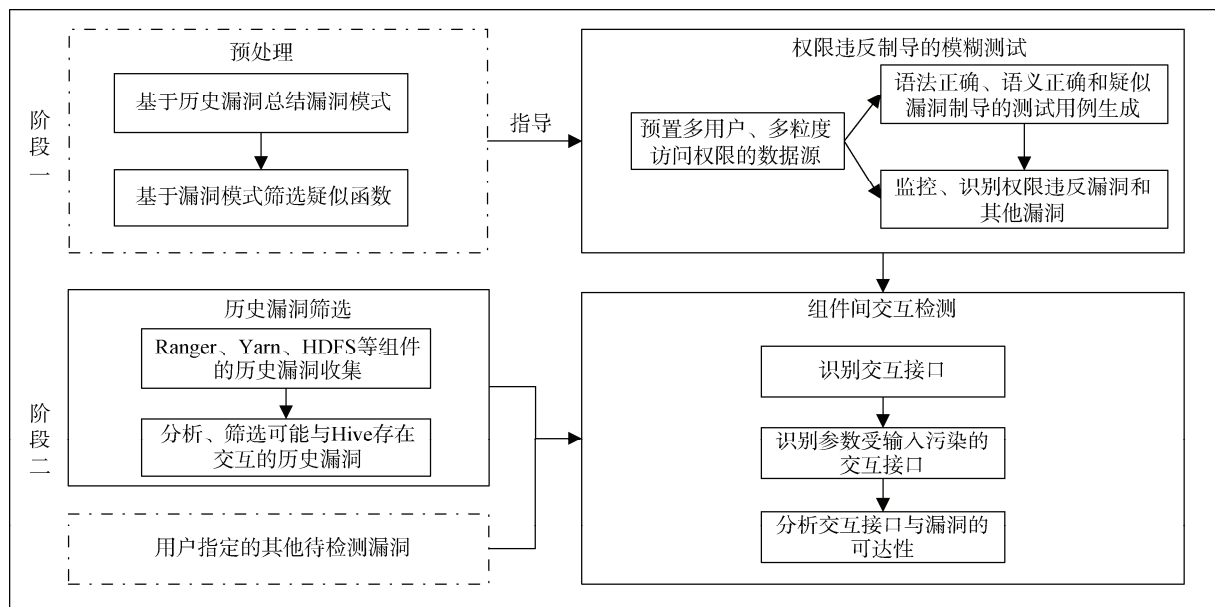 阶段一
预处理
基于历史漏洞总结漏洞模式
基于漏洞模式筛选疑似函数
指导
权限违反制导的模糊测试
预置多用户、多粒度
访问权限的数据源
语法正确、语义正确和疑似
漏洞制导的测试用例生成
监控、识别权限违反漏洞和
其他漏洞
阶段二
历史漏洞筛选
Ranger、Yarn、HDFS等组件
的历史漏洞收集
分析、筛选可能与Hive存在
交互的历史漏洞
用户指定的其他待检测漏洞
组件间交互检测
识别交互接口
识别参数受输入污染的
交互接口
分析交互接口与漏洞的
可达性